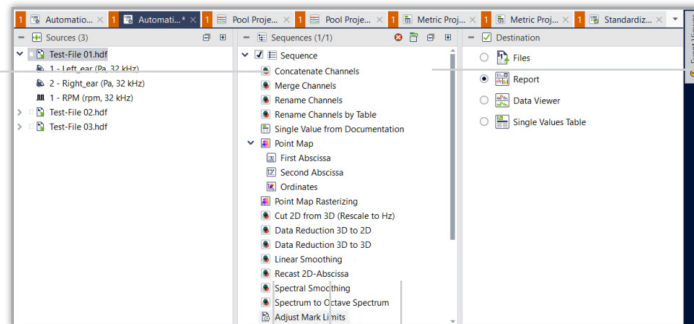 1 Automatio... × 1 Automati...* × 1 Pool Proje... × 1 Pool Proje... × 1 Metric Proj... × 1 Metric Proj... × 1 Standardiz... ×
Sources (3)
Test-File 01.hdf
1 - Left_ear (Pa, 32 kHz)
2 - Right_ear (Pa, 32 kHz)
1 - RPM (rpm, 32 kHz)
Test-File 02.hdf
Test-File 03.hdf
Sequences (1/1)
Sequence
Concatenate Channels
Merge Channels
Rename Channels
Rename Channels by Table
Single Value from Documentation
Point Map
First Abscissa
Second Abscissa
Ordinates
Point Map Rasterizing
Cut 2D from 3D (Rescale to Hz)
Data Reduction 3D to 2D
Data Reduction 3D to 3D
Linear Smoothing
Recast 2D-Abscissa
Spectral Smoothing
Spectrum to Octave Spectrum
Adjust Mark Limits
Destination
Files
Report
Data Viewer
Single Values Table